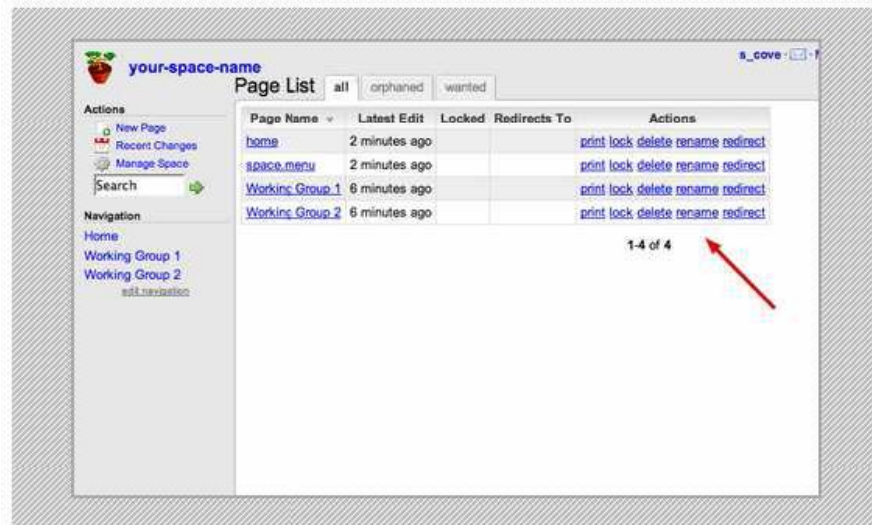 your-space-name
s_cove
Page List all orphaned wanted
Actions
New Page
Recent Changes
Manage Space
Search
Navigation
Home
Working Group 1
Working Group 2
edit navigation
Page Name Latest Edit Locked Redirects To Actions
home 2 minutes ago print lock delete rename redirect
space.menu 2 minutes ago print lock delete rename redirect
Working Group 1 6 minutes ago print lock delete rename redirect
Working Group 2 6 minutes ago print lock delete rename redirect
1-4 of 4